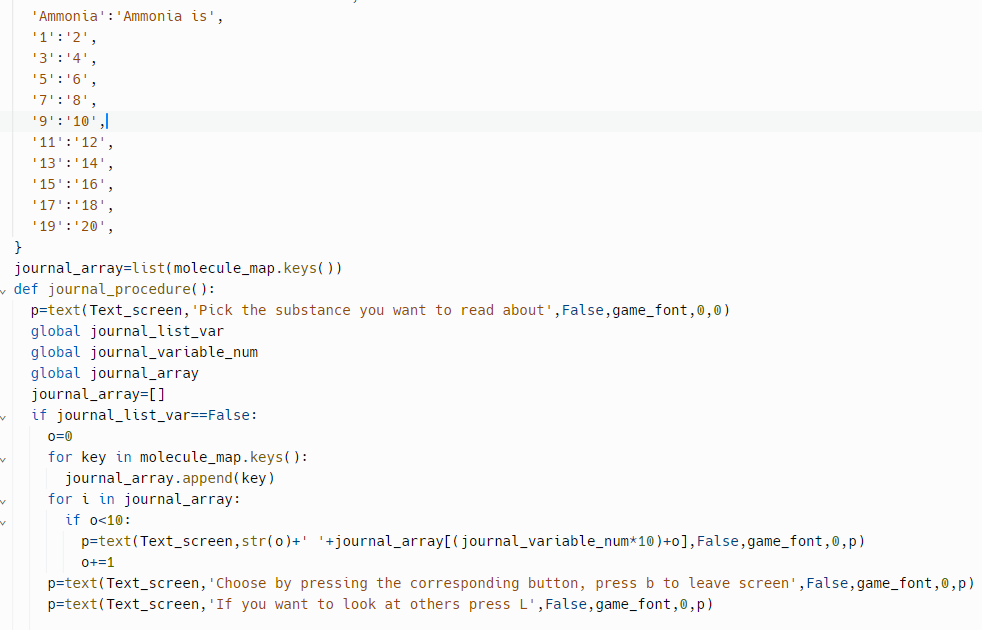 'Ammonia':'Ammonia is',
'1':'2',
'3':'4',
'5':'6',
'7':'8',
'9':'10',
'11':'12',
'13':'14',
'15':'16',
'17':'18',
'19':'20',
}
journal_array=list(molecule_map.keys())
def journal_procedure():
p=text(Text_screen,'Pick the substance you want to read about',False,game_font,0,0)
global journal_list_var
global journal_variable_num
global journal_array
journal_array=[]
if journal_list_var==False:
o=0
for key in molecule_map.keys():
journal_array.append(key)
for i in journal_array:
if o<10:
p=text(Text_screen,str(o)+' '+journal_array[(journal_variable_num*10)+o],False,game_font,0,p)
o+=1
p=text(Text_screen,'Choose by pressing the corresponding button, press b to leave screen',False,game_font,0,p)
p=text(Text_screen,'If you want to look at others press L',False,game_font,0,p)